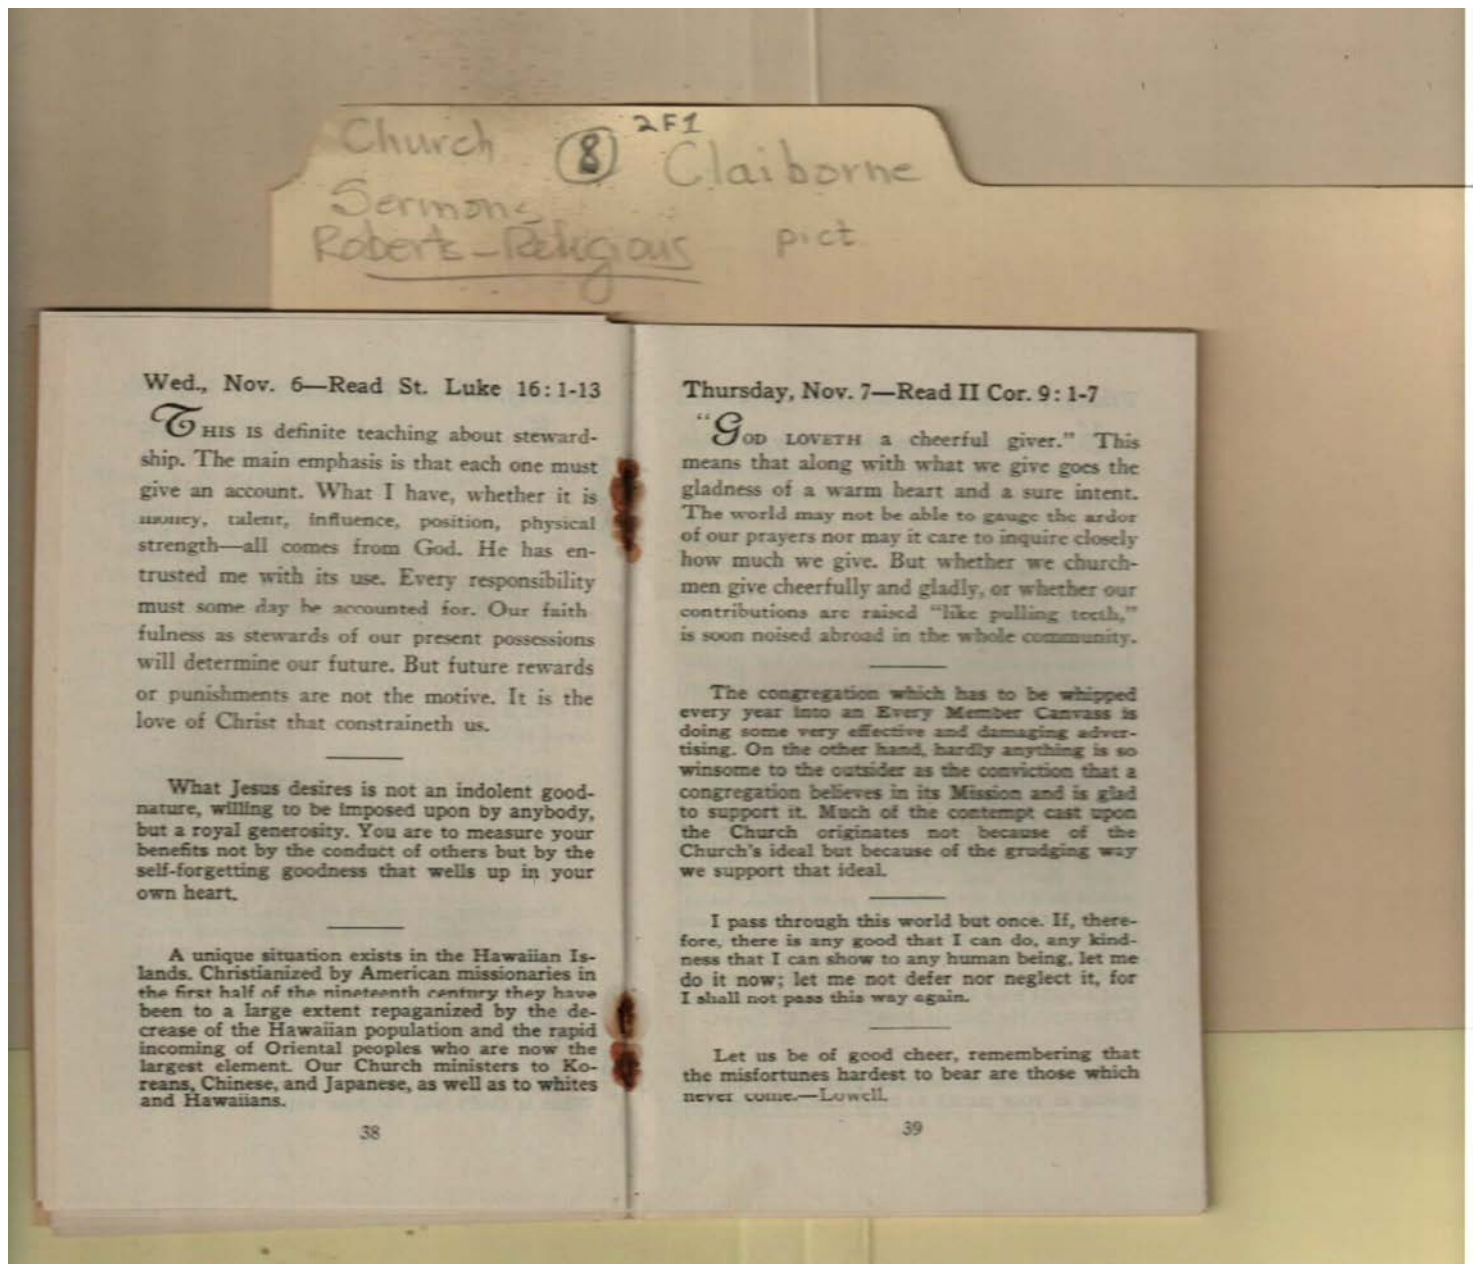 Church
8
2F1
Claiborne
Sermons
Roberts-Religious
pict
Wed., Nov. 6—Read St. Luke 16:1-13
THIS IS definite teaching about steward-
ship. The main emphasis is that each one must
give an account. What I have, whether it is
money, talent, influence, position, physical
strength—all comes from God. He has en-
trusted me with its use. Every responsibility
must some day be accounted for. Our faith
fulness as stewards of our present possessions
will determine our future. But future rewards
or punishments are not the motive. It is the
love of Christ that constraineth us.
What Jesus desires is not an indolent good-
nature, willing to be imposed upon by anybody,
but a royal generosity. You are to measure your
benefits not by the conduct of others but by the
self-forgetting goodness that wells up in your
own heart.
A unique situation exists in the Hawaiian Is-
lands. Christianized by American missionaries in
the first half of the nineteenth century they have
been to a large extent repaganized by the de-
crease of the Hawaiian population and the rapid
incoming of Oriental peoples who are now the
largest element. Our Church ministers to Ko-
reans, Chinese, and Japanese, as well as to whites
and Hawaiians.
38
Thursday, Nov. 7—Read II Cor. 9:1-7
"GOD LOVETH a cheerful giver." This
means that along with what we give goes the
gladness of a warm heart and a sure intent.
The world may not be able to gauge the ardor
of our prayers nor may it care to inquire closely
how much we give. But whether we church-
men give cheerfully and gladly, or whether our
contributions are raised "like pulling teeth,"
is soon noised abroad in the whole community.
The congregation which has to be whipped
every year into an Every Member Canvass is
doing some very effective and damaging adver-
tising. On the other hand, hardly anything is so
winsome to the outsider as the conviction that a
congregation believes in its Mission and is glad
to support it. Much of the contempt cast upon
the Church originates not because of the
Church's ideal but because of the grudging way
we support that ideal.
I pass through this world but once. If, there-
fore, there is any good that I can do, any kind-
ness that I can show to any human being, let me
do it now; let me not defer nor neglect it, for
I shall not pass this way again.
Let us be of good cheer, remembering that
the misfortunes hardest to bear are those which
never come.—Lowell.
39